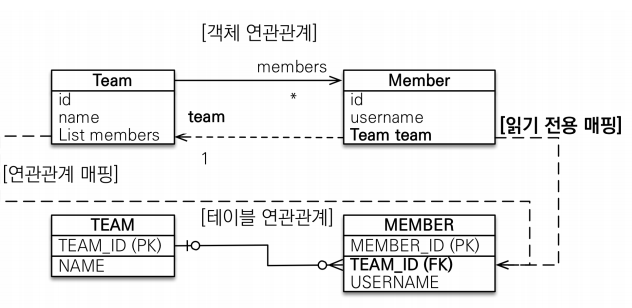 [객체 연관관계]
members
Team
Member
id
name
List members
*
team
1
id
username
Team team
[읽기 전용 매핑]
[연관관계 매핑]
[테이블 연관관계]
TEAM
TEAM_ID (PK)
NAME
MEMBER
MEMBER_ID (PK)
TEAM_ID (FK)
USERNAME